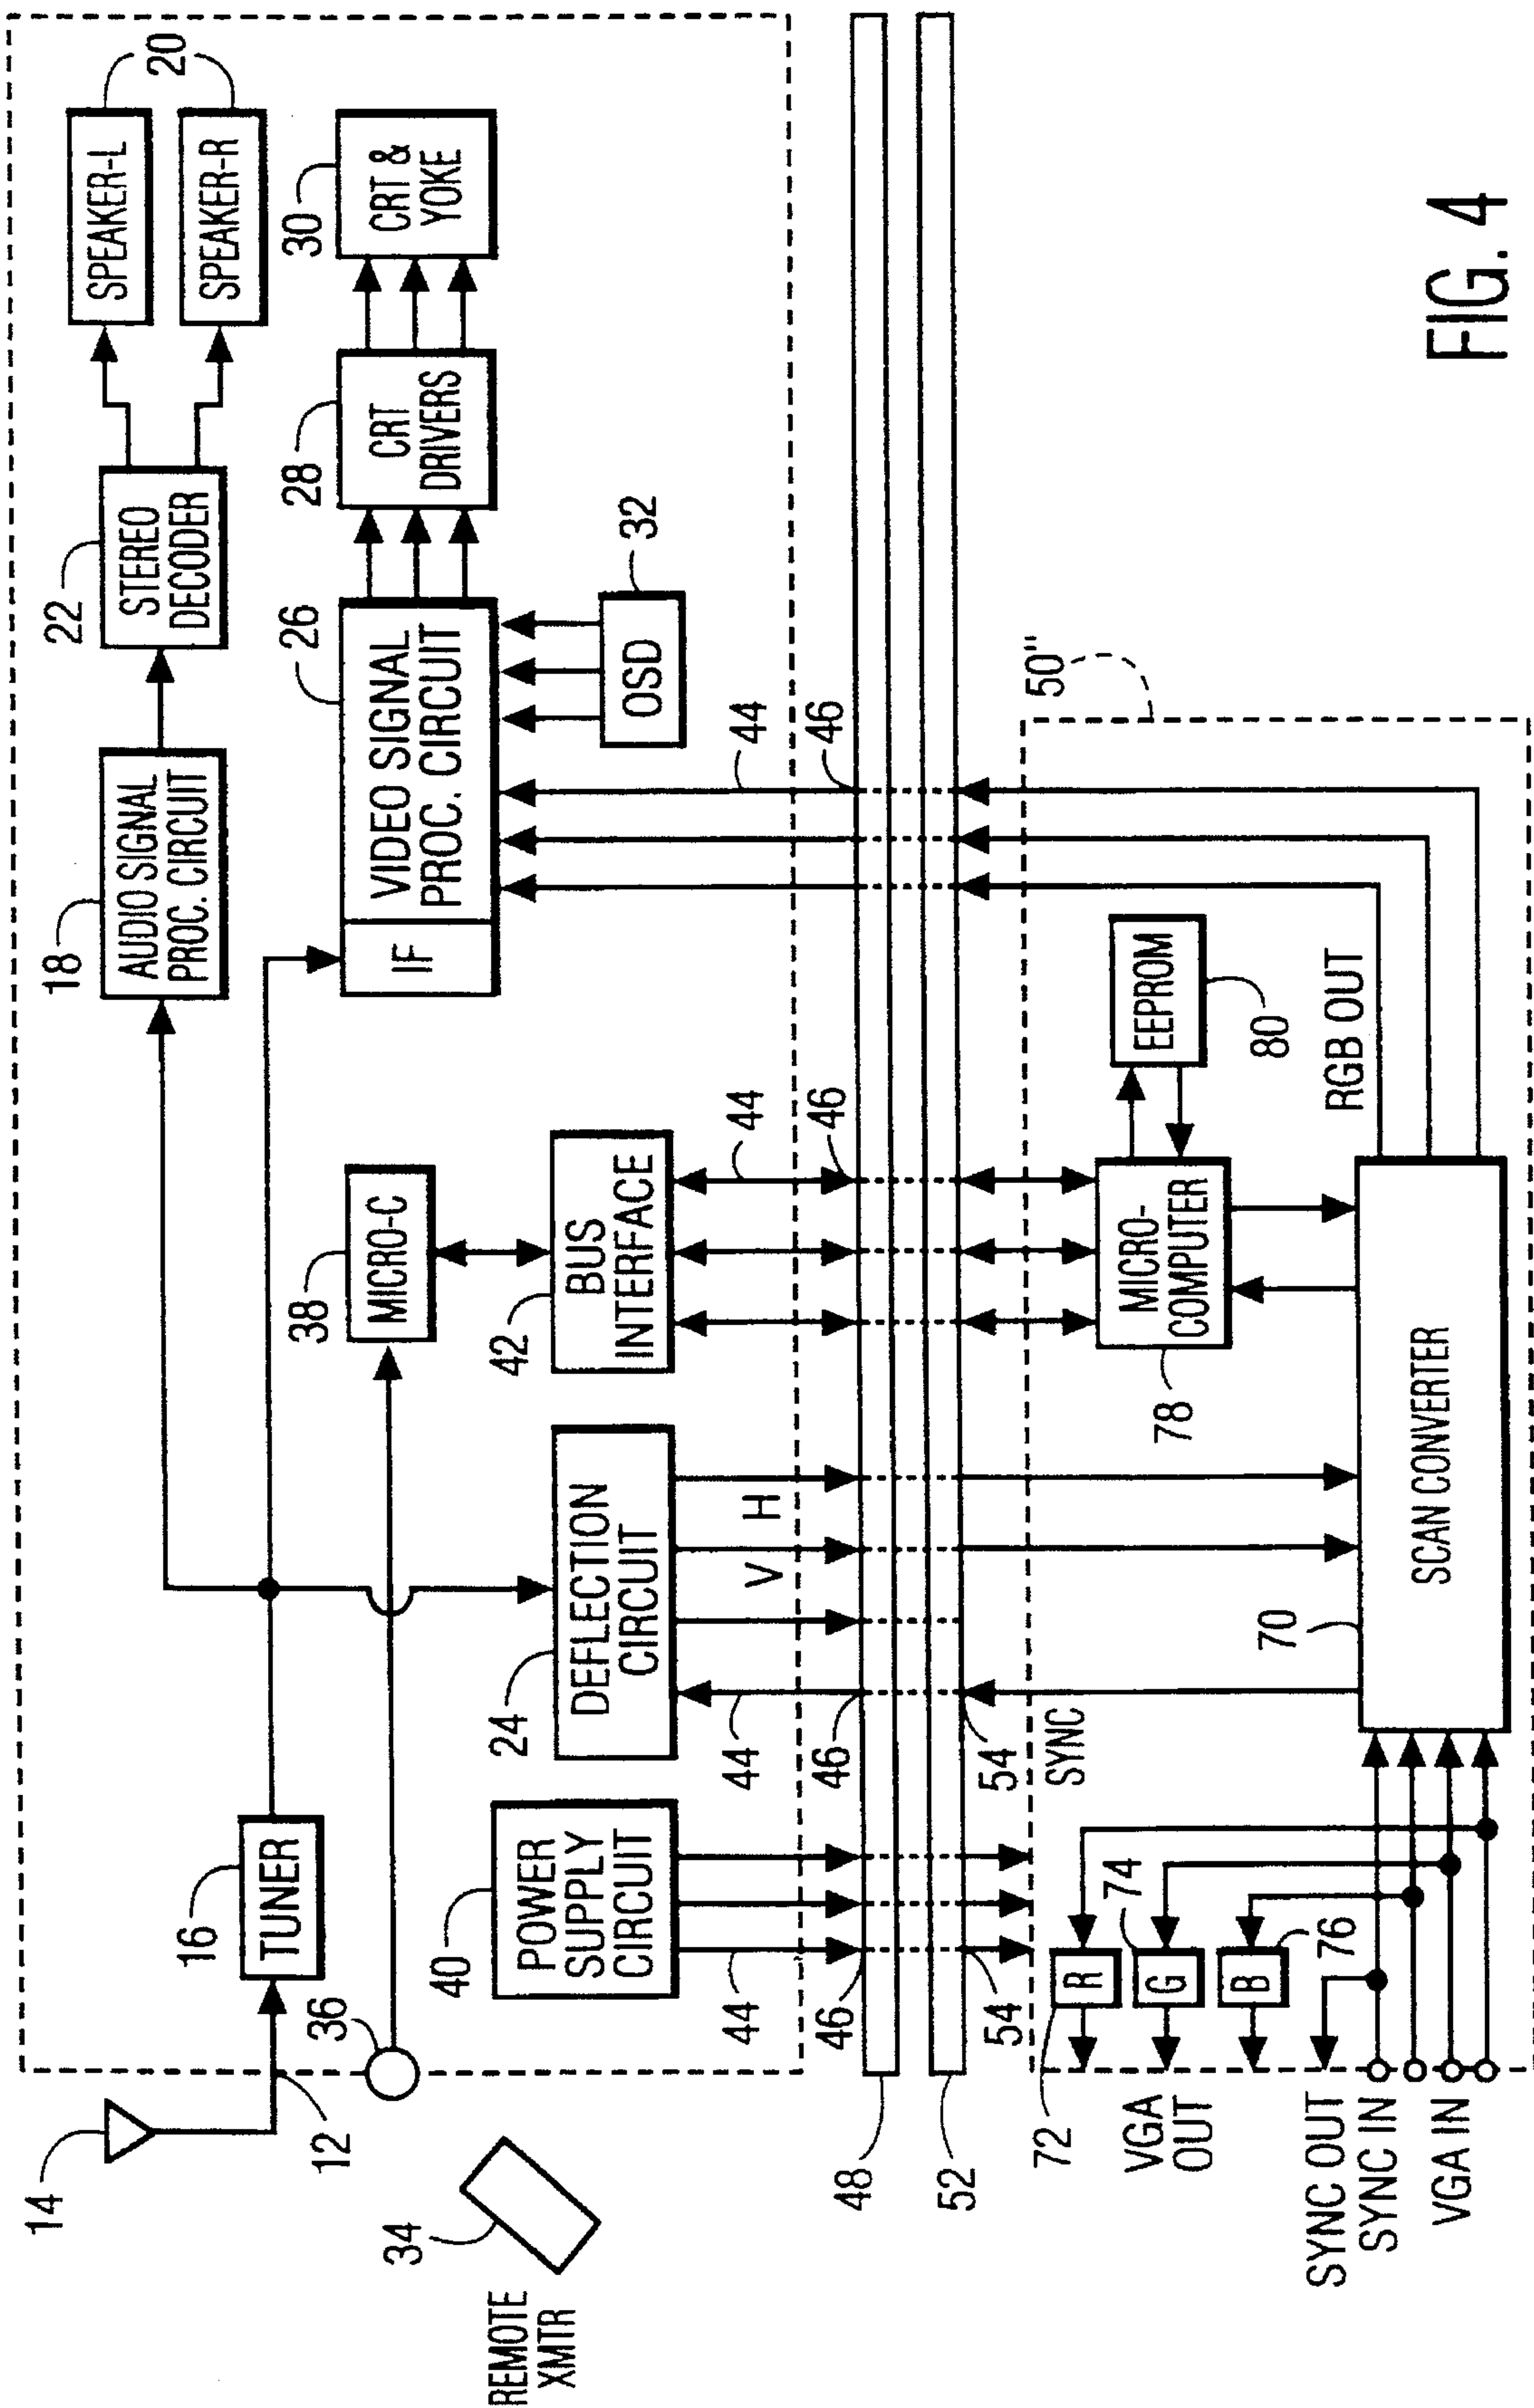 14
12
16
TUNER
18
AUDIO SIGNAL
PROC. CIRCUIT
22
STEREO
DECODER
SPEAKER-L
SPEAKER-R
20
36
34
REMOTE
XMTR
38
MICRO-C
IF
VIDEO SIGNAL
PROC. CIRCUIT
26
28
CRT
DRIVERS
30
CRT &
YOKE
40
POWER
SUPPLY
CIRCUIT
24
DEFLECTION
CIRCUIT
42
BUS
INTERFACE
OSD
32
44
44
V
H
44
44
46
46
46
46
48
52
54
54
SYNC
50"
72
R
74
G
76
B
VGA
OUT
SYNC OUT
SYNC IN
VGA IN
78
MICRO-
COMPUTER
EEPROM
80
RGB OUT
70
SCAN CONVERTER
FIG. 4